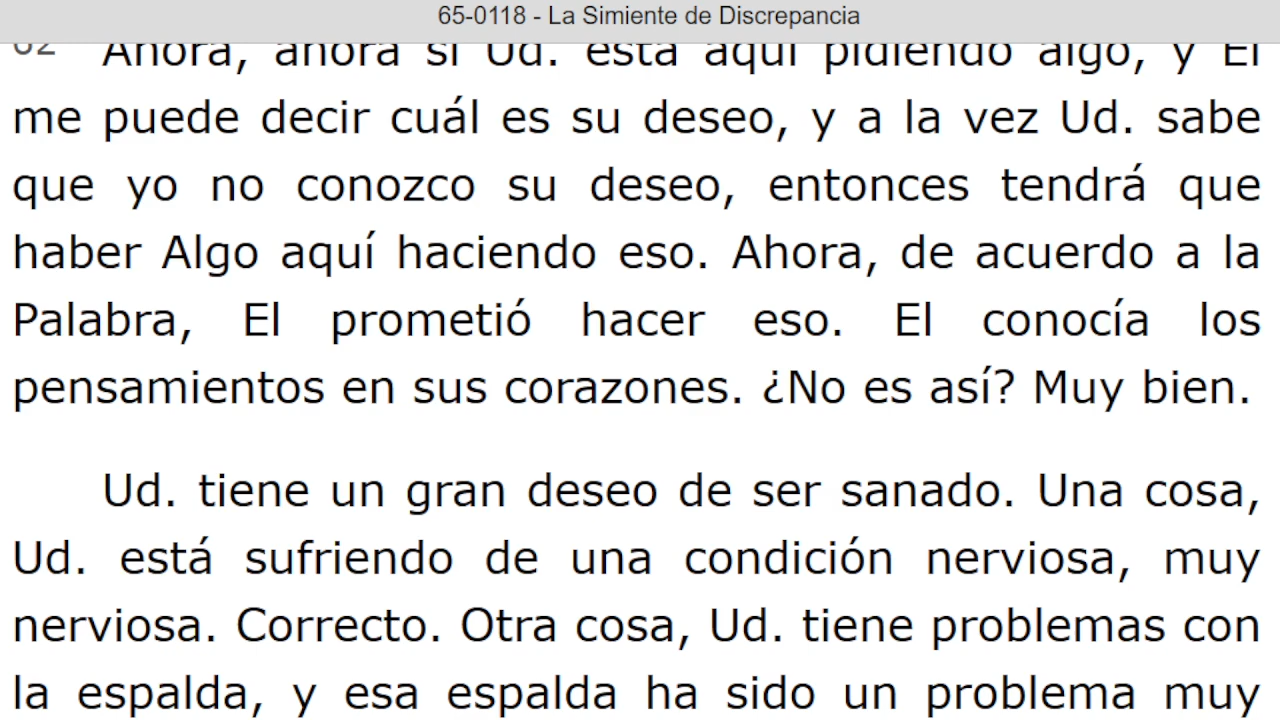 65-0118 - La Simiente de Discrepancia
62 Ahora, ahora si Ud. está aquí pidiendo algo, y El
me puede decir cuál es su deseo, y a la vez Ud. sabe
que yo no conozco su deseo, entonces tendrá que
haber Algo aquí haciendo eso. Ahora, de acuerdo a la
Palabra, El prometió hacer eso. El conocía los
pensamientos en sus corazones. ¿No es así? Muy bien.
Ud. tiene un gran deseo de ser sanado. Una cosa,
Ud. está sufriendo de una condición nerviosa, muy
nerviosa. Correcto. Otra cosa, Ud. tiene problemas con
la espalda, y esa espalda ha sido un problema muy